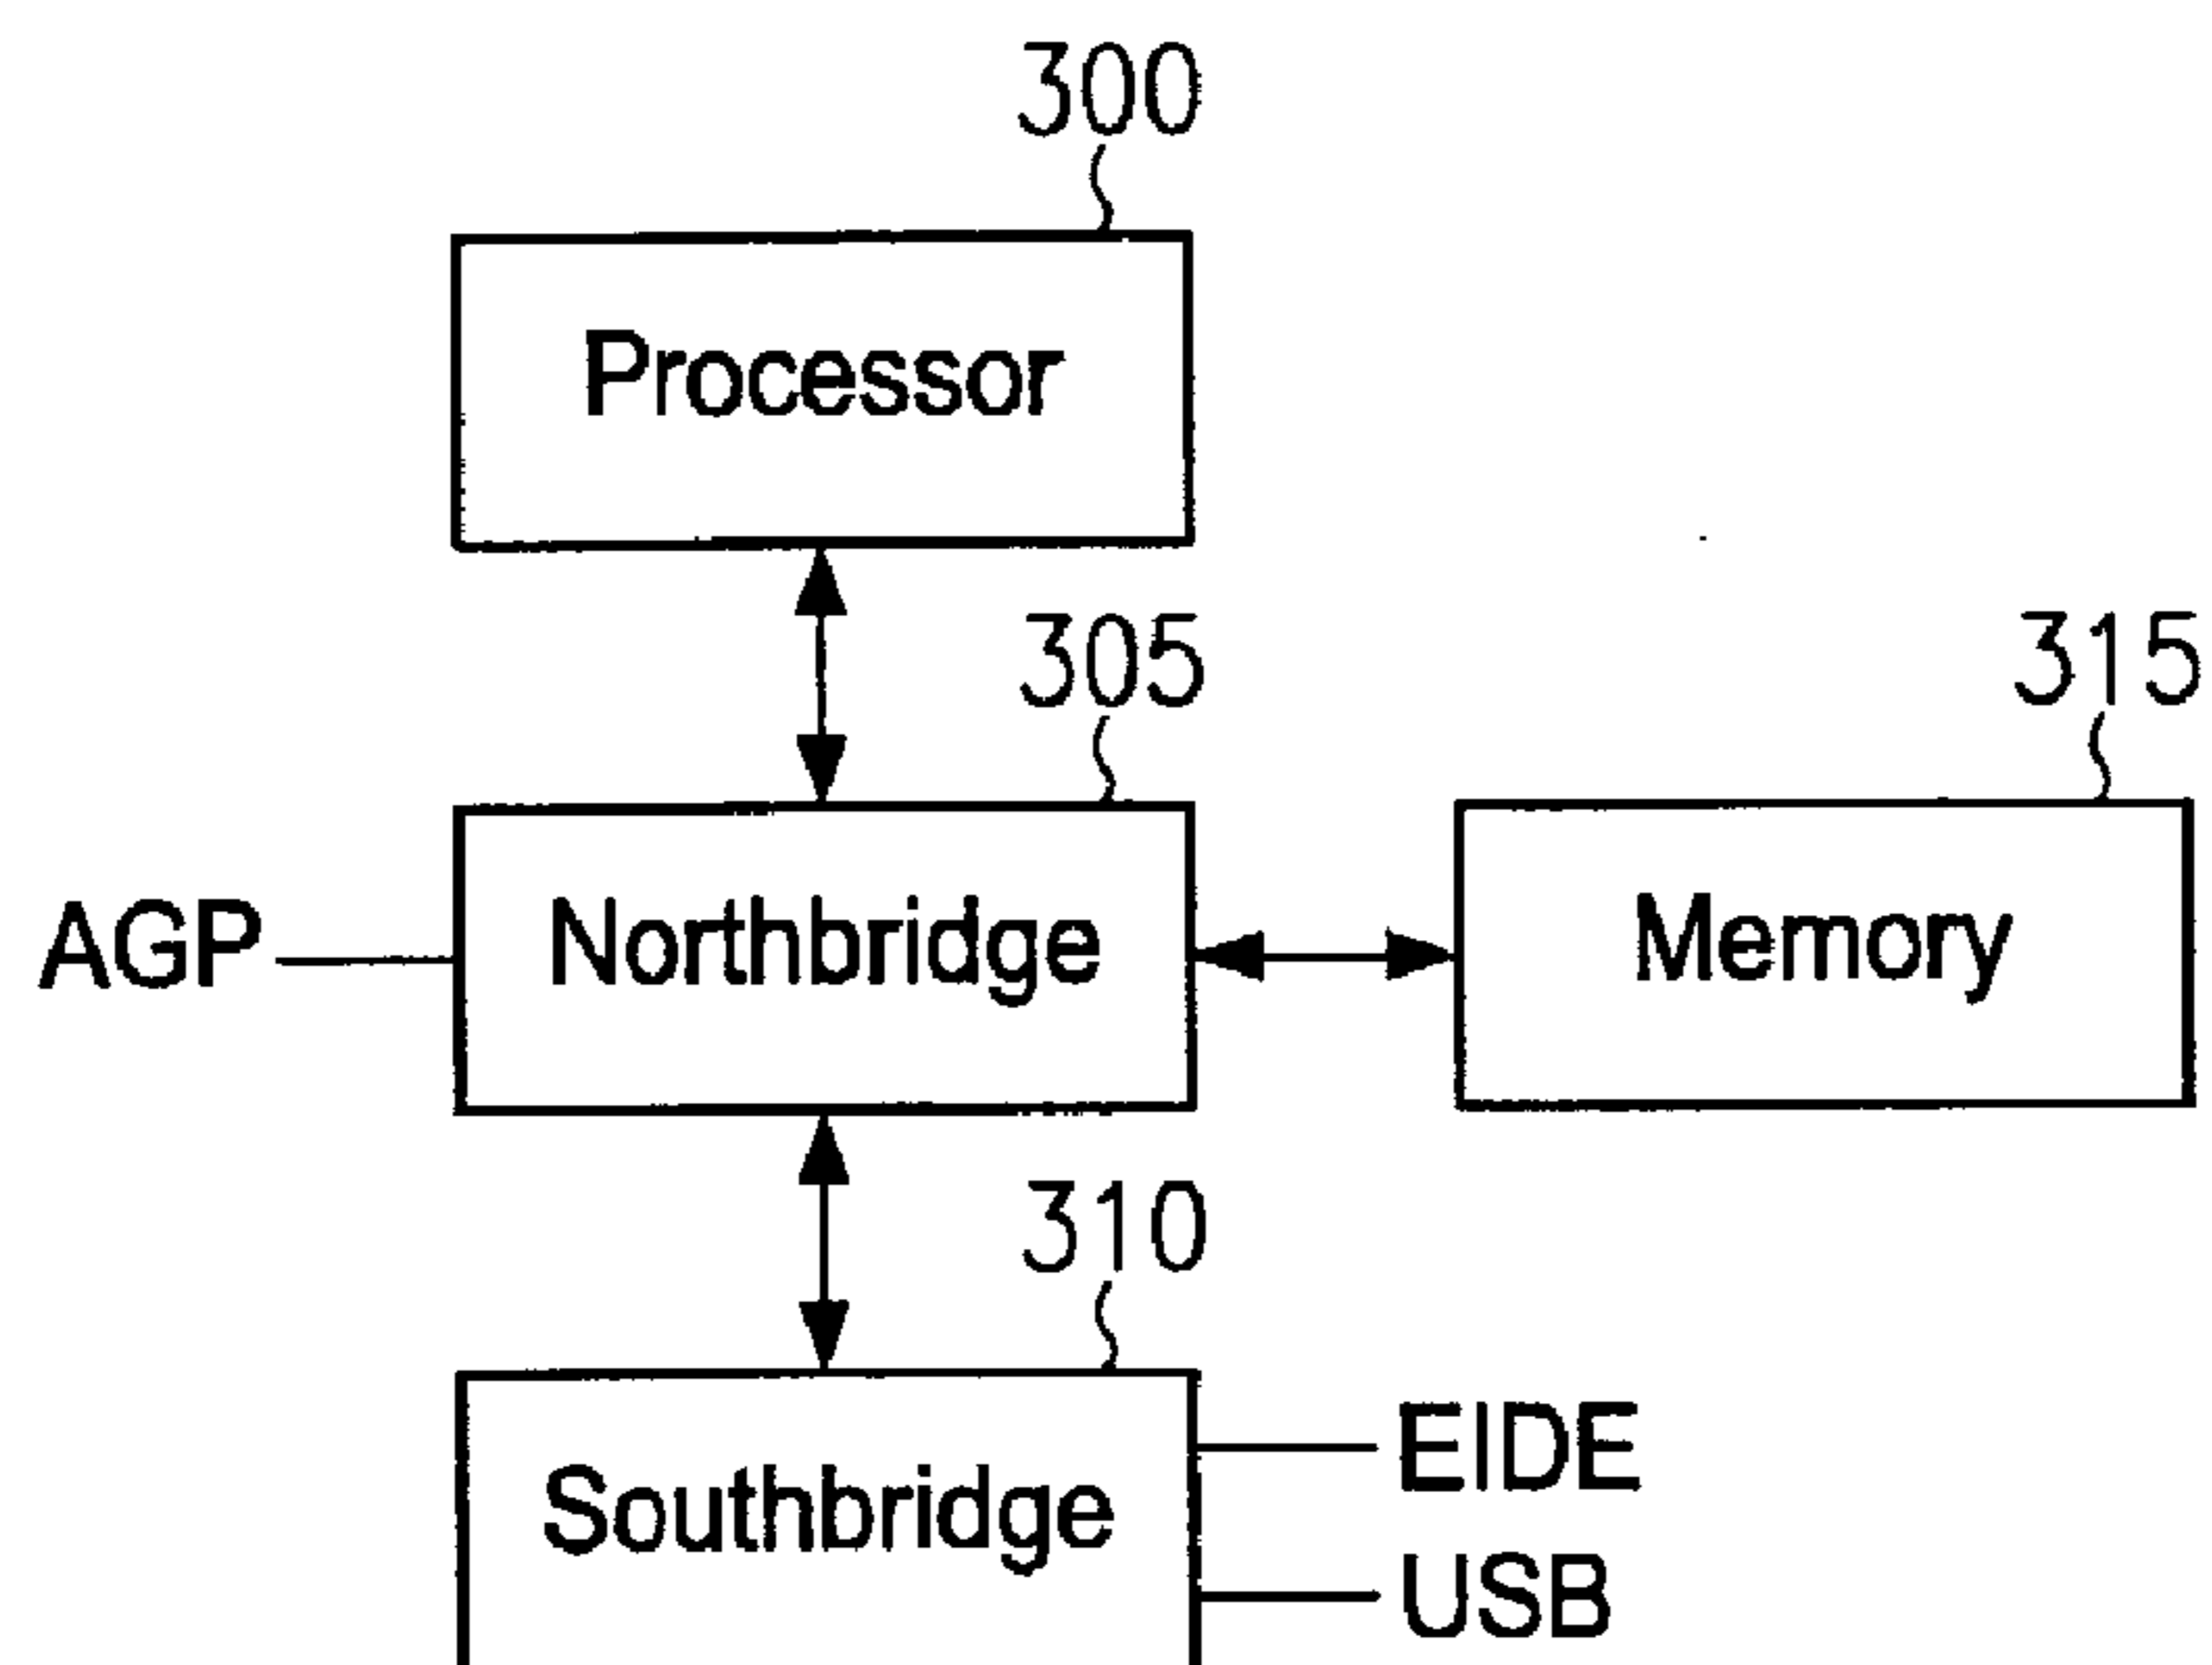 300
Processor
305
315
AGP
Northbridge
Memory
310
Southbridge
EIDE
USB